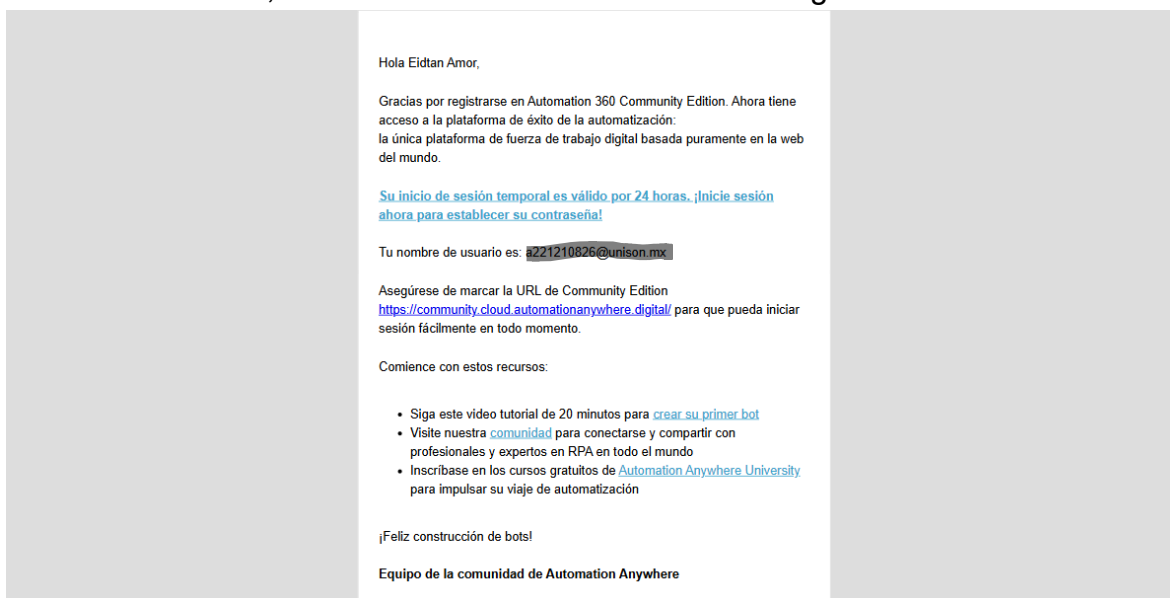 Hola Eidtan Amor,
Gracias por registrarse en Automation 360 Community Edition. Ahora tiene
acceso a la plataforma de éxito de la automatización:
la única plataforma de fuerza de trabajo digital basada puramente en la web
del mundo.
Su inicio de sesión temporal es válido por 24 horas. ¡Inicie sesión
ahora para establecer su contraseña!
Tu nombre de usuario es: a221210826@unison.mx
Asegúrese de marcar la URL de Community Edition
https://community.cloud.automationanywhere.digital/ para que pueda iniciar
sesión fácilmente en todo momento.
Comience con estos recursos:
• Siga este video tutorial de 20 minutos para crear su primer bot
• Visite nuestra comunidad para conectarse y compartir con
profesionales y expertos en RPA en todo el mundo
• Inscríbase en los cursos gratuitos de Automation Anywhere University
para impulsar su viaje de automatización
¡Feliz construcción de bots!
Equipo de la comunidad de Automation Anywhere